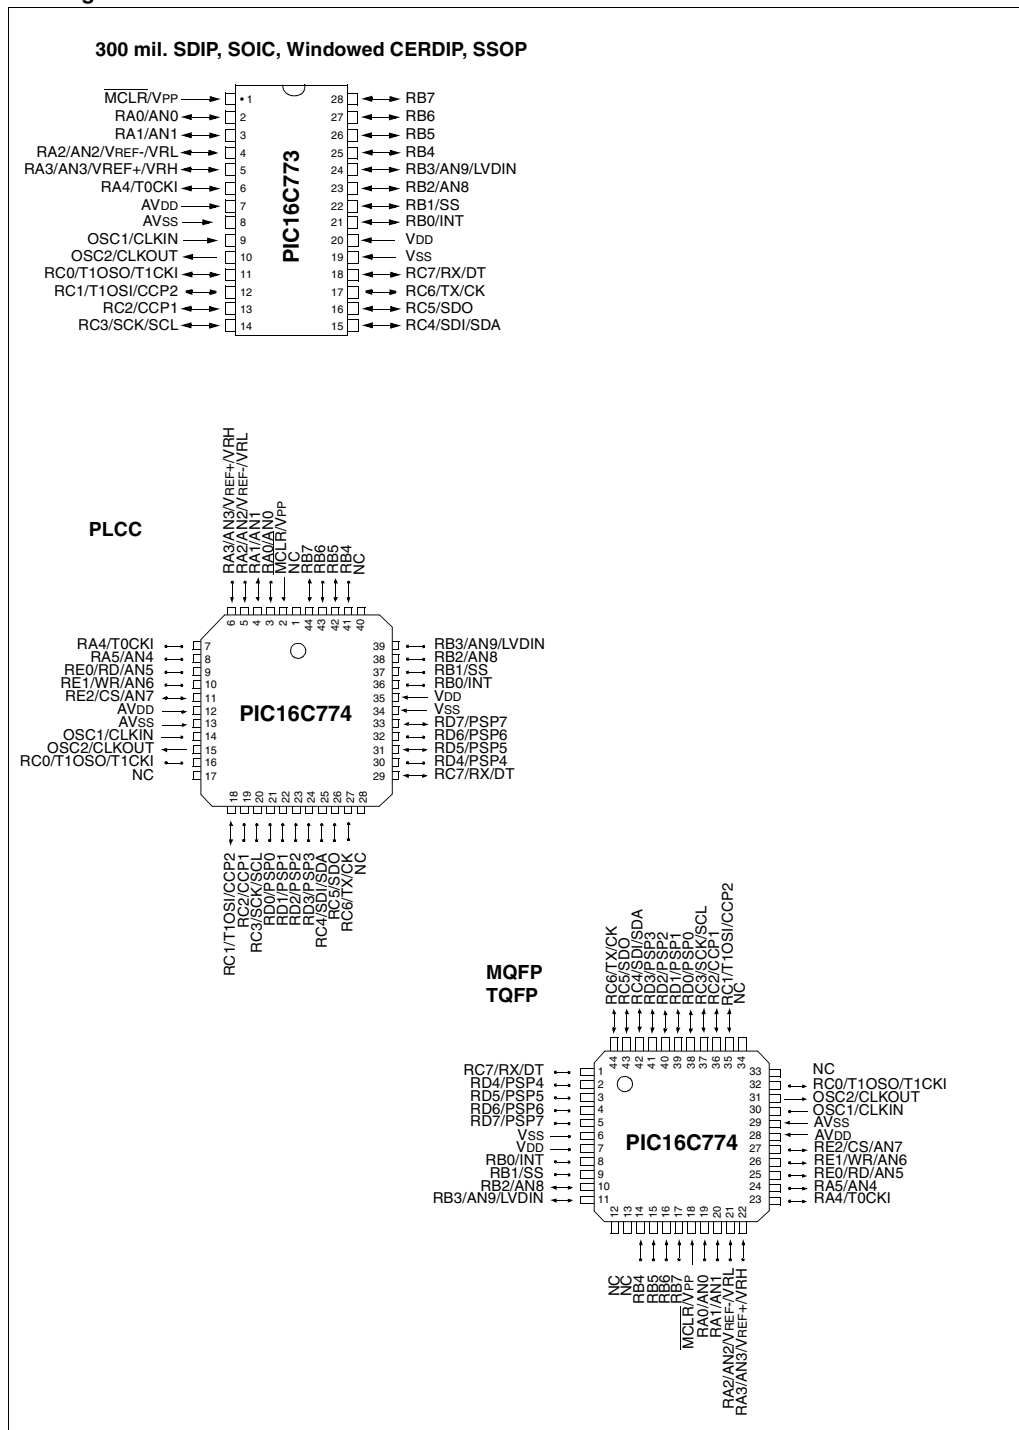 300 mil. SDIP, SOIC, Windowed CERDIP, SSOP
MCLR/VPP
RA0/AN0
RA1/AN1
RA2/AN2/VREF-/VRL
RA3/AN3/VREF+/VRH
RA4/T0CKI
AVDD
AVSS
OSC1/CLKIN
OSC2/CLKOUT
RC0/T1OSO/T1CKI
RC1/T1OSI/CCP2
RC2/CCP1
RC3/SCK/SCL
1
2
3
4
5
6
7
8
9
10
11
12
13
14
PIC16C773
28
27
26
25
24
23
22
21
20
19
18
17
16
15
RB7
RB6
RB5
RB4
RB3/AN9/LVDIN
RB2/AN8
RB1/SS
RB0/INT
VDD
VSS
RC7/RX/DT
RC6/TX/CK
RC5/SDO
RC4/SDI/SDA
PLCC
RA3/AN3/VREF+/VRH
RA2/AN2/VREF-/VRL
RA1/AN1
RA0/AN0
MCLR/VPP
NC
RB7
RB6
RB5
RB4
NC
6
5
4
3
2
1
44
43
42
41
40
RA4/T0CKI
RA5/AN4
RE0/RD/AN5
RE1/WR/AN6
RE2/CS/AN7
AVDD
AVSS
OSC1/CLKIN
OSC2/CLKOUT
RC0/T1OSO/T1CKI
NC
7
8
9
10
11
12
13
14
15
16
17
PIC16C774
39
38
37
36
35
34
33
32
31
30
29
RB3/AN9/LVDIN
RB2/AN8
RB1/SS
RB0/INT
VDD
VSS
RD7/PSP7
RD6/PSP6
RD5/PSP5
RD4/PSP4
RC7/RX/DT
18
19
20
21
22
23
24
25
26
27
28
RC1/T1OSI/CCP2
RC2/CCP1
RC3/SCK/SCL
RD0/PSP0
RD1/PSP1
RD2/PSP2
RD3/PSP3
RC4/SDI/SDA
RC5/SDO
RC6/TX/CK
NC
MQFP
TQFP
RC6/TX/CK
RC5/SDO
RC4/SDI/SDA
RD3/PSP3
RD2/PSP2
RD1/PSP1
RD0/PSP0
RC3/SCK/SCL
RC2/CCP1
RC1/T1OSI/CCP2
NC
44
43
42
41
40
39
38
37
36
35
34
RC7/RX/DT
RD4/PSP4
RD5/PSP5
RD6/PSP6
RD7/PSP7
VSS
VDD
RB0/INT
RB1/SS
RB2/AN8
RB3/AN9/LVDIN
1
2
3
4
5
6
7
8
9
10
11
PIC16C774
33
32
31
30
29
28
27
26
25
24
23
NC
RC0/T1OSO/T1CKI
OSC2/CLKOUT
OSC1/CLKIN
AVSS
AVDD
RE2/CS/AN7
RE1/WR/AN6
RE0/RD/AN5
RA5/AN4
RA4/T0CKI
12
13
14
15
16
17
18
19
20
21
22
NC
NC
RB4
RB5
RB6
RB7
MCLR/VPP
RA0/AN0
RA1/AN1
RA2/AN2/VREF-/VRL
RA3/AN3/VREF+/VRH